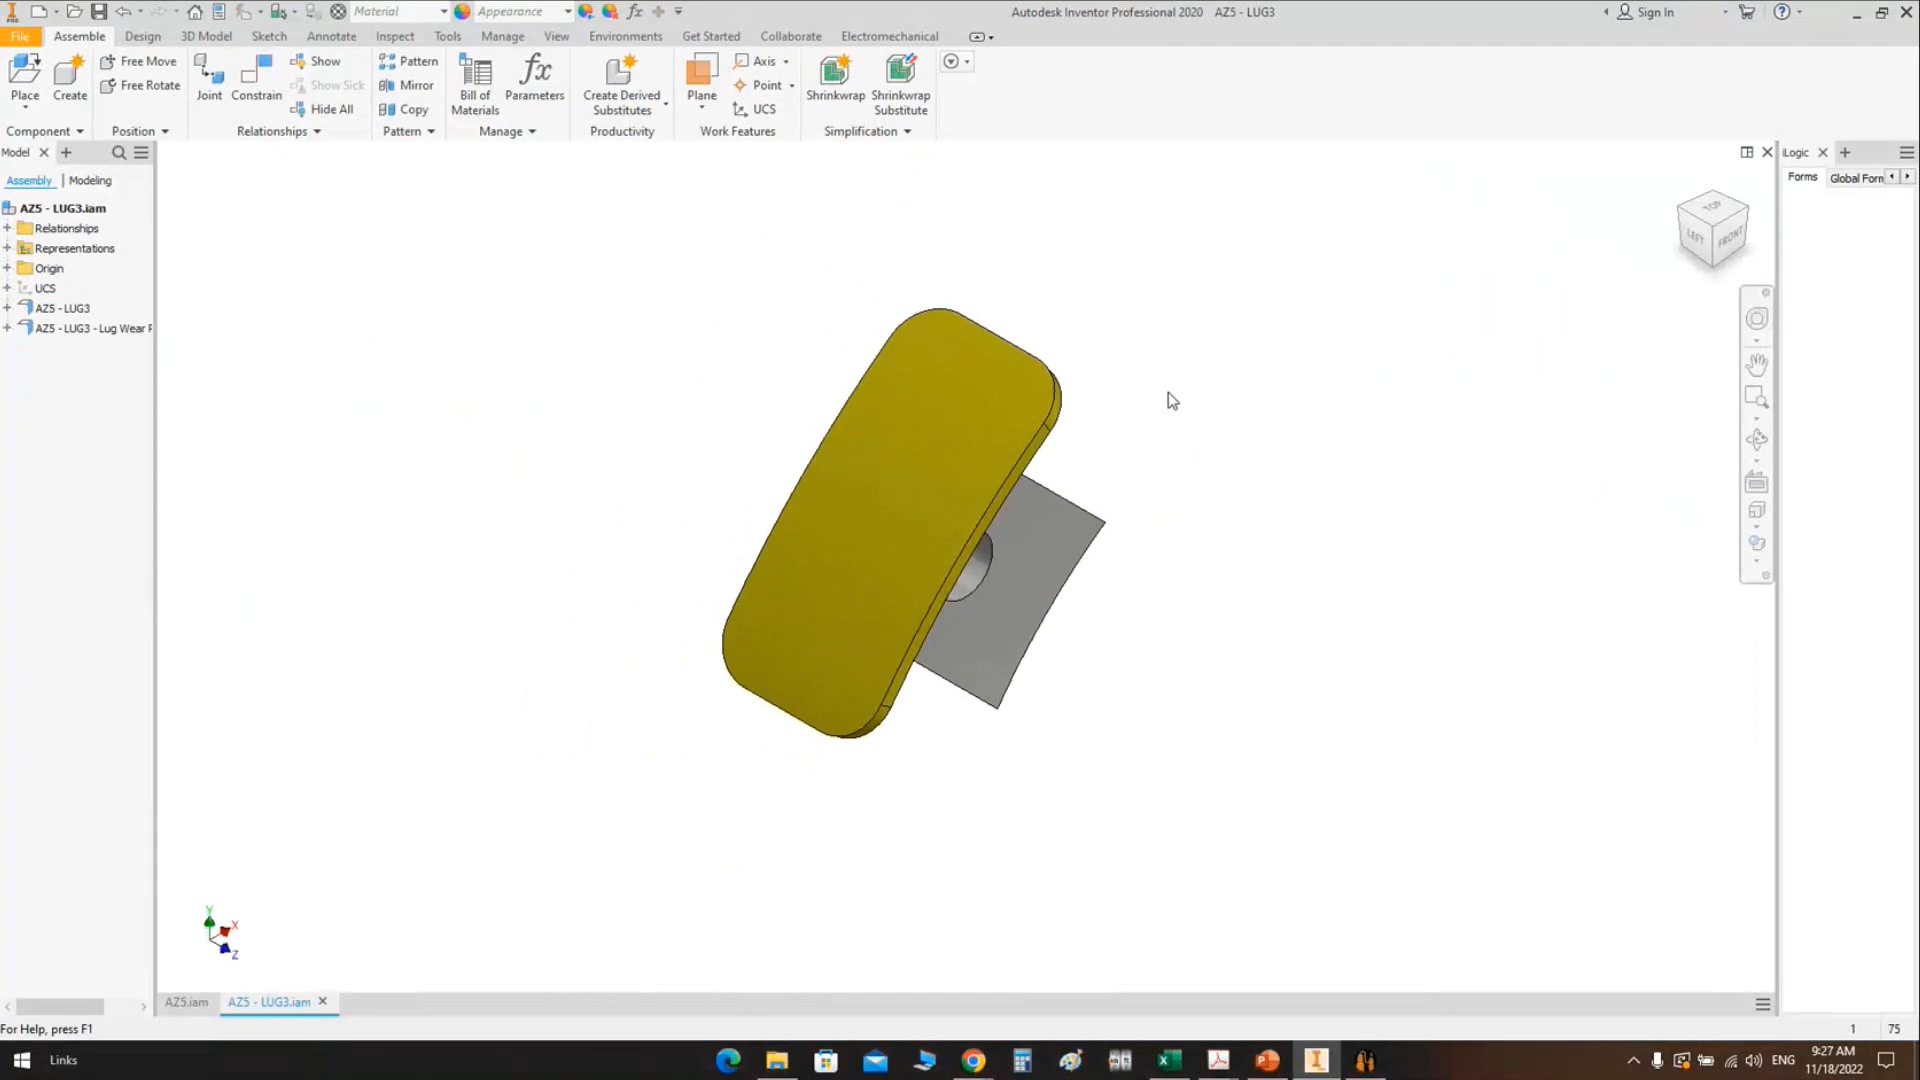 Material
Appearance
fx
Autodesk Inventor Professional 2020 AZ5 - LUG3
Sign In
File Assemble Design 3D Model Sketch Annotate Inspect Tools Manage View Environments Get Started Collaborate Electromechanical
Place
Create
Free Move
Free Rotate
Joint
Constrain
Show
Show Sick
Hide All
Pattern
Mirror
Copy
Bill of
Materials
fx
Parameters
Create Derived
Substitutes
Plane
Axis
Point
UCS
Shrinkwrap
Shrinkwrap
Substitute
Component Position Relationships Pattern Manage Productivity Work Features Simplification
Model
iLogic
Assembly | Modeling
Forms Global Forn
AZ5 - LUG3.iam
Relationships
Representations
Origin
UCS
AZ5 - LUG3
AZ5 - LUG3 - Lug Wear P
TOP
LEFT
FRONT
Y
X
Z
AZ5.iam AZ5 - LUG3.iam
For Help, press F1
1 75
Links
ENG
9:27 AM
11/18/2022